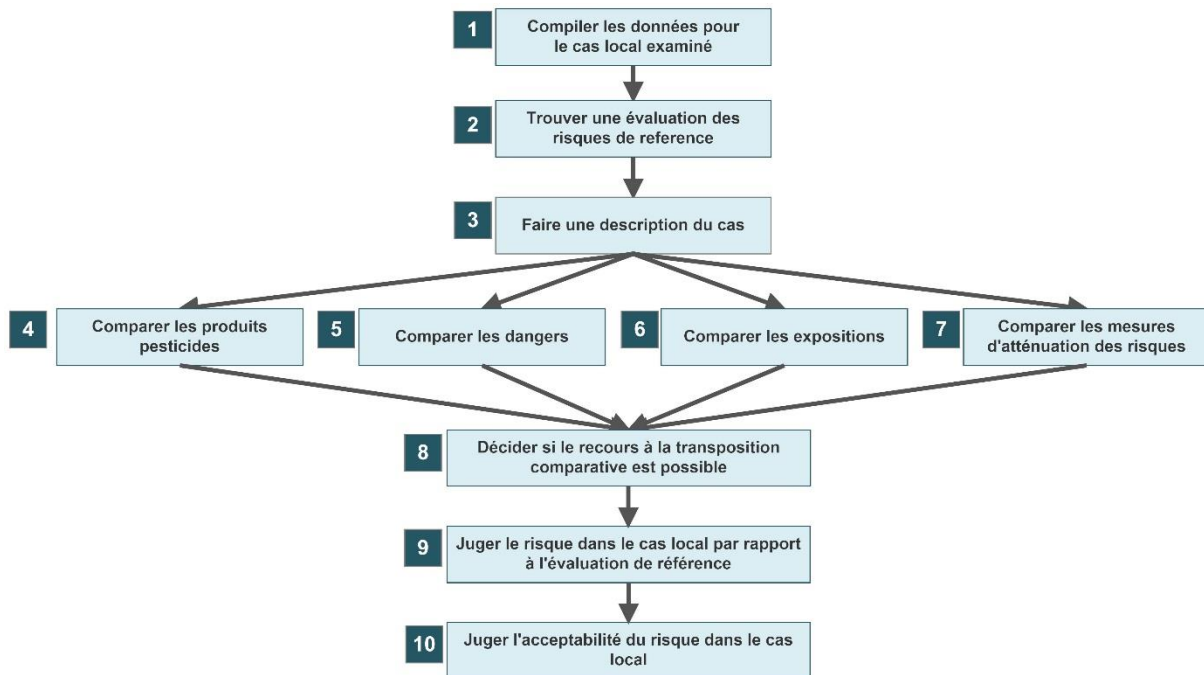 1
Compiler les données pour
le cas local examiné
2
Trouver une évaluation des
risques de reference
3
Faire une description du cas
4
Comparer les produits
pesticides
5
Comparer les dangers
6
Comparer les expositions
7
Comparer les mesures
d'atténuation des risques
8
Décider si le recours à la transposition
comparative est possible
9
Juger le risque dans le cas local par rapport
à l'évaluation de référence
10
Juger l'acceptabilité du risque dans le cas
local